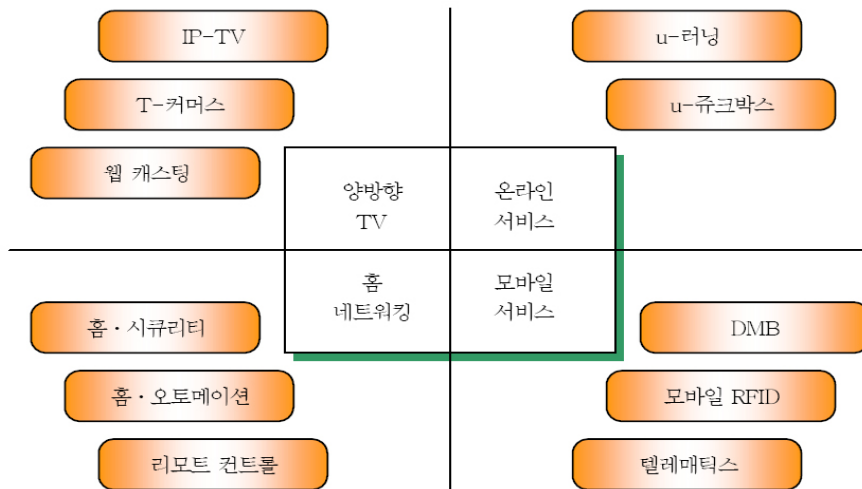 IP-TV
T-커머스
웹 캐스팅
u-러닝
u-쥬크박스
양방향
TV
온라인
서비스
홈
네트워킹
모바일
서비스
홈·시큐리티
홈·오토메이션
리모트 컨트롤
DMB
모바일 RFID
텔레매틱스